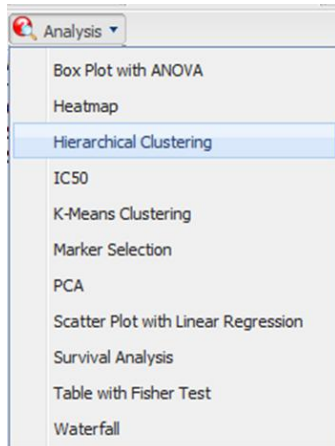 Analysis
Box Plot with ANOVA
Heatmap
Hierarchical Clustering
IC50
K-Means Clustering
Marker Selection
PCA
Scatter Plot with Linear Regression
Survival Analysis
Table with Fisher Test
Waterfall